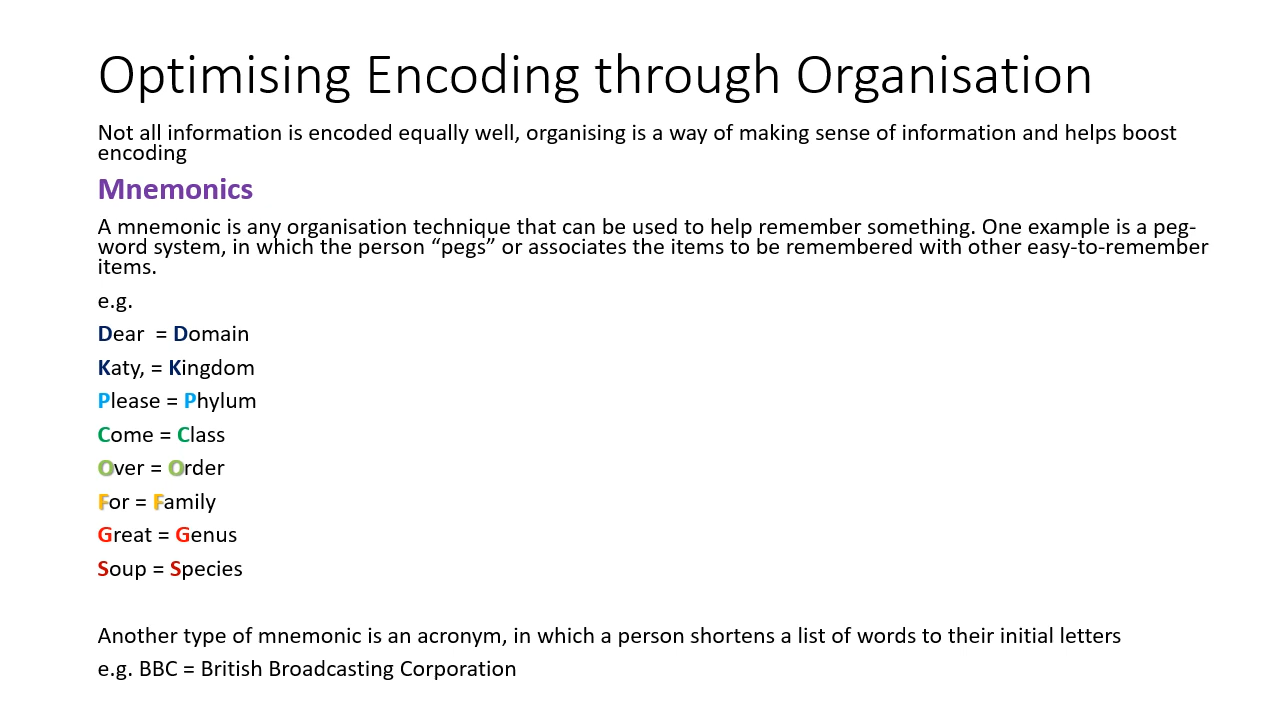 Optimising Encoding through Organisation
Not all information is encoded equally well, organising is a way of making sense of information and helps boost
encoding
Mnemonics
A mnemonic is any organisation technique that can be used to help remember something. One example is a peg-
word system, in which the person “pegs” or associates the items to be remembered with other easy-to-remember
items.
e.g.
Dear  = Domain
Katy, = Kingdom
Please = Phylum
Come = Class
Over = Order
For = Family
Great = Genus
Soup = Species
Another type of mnemonic is an acronym, in which a person shortens a list of words to their initial letters
e.g. BBC = British Broadcasting Corporation